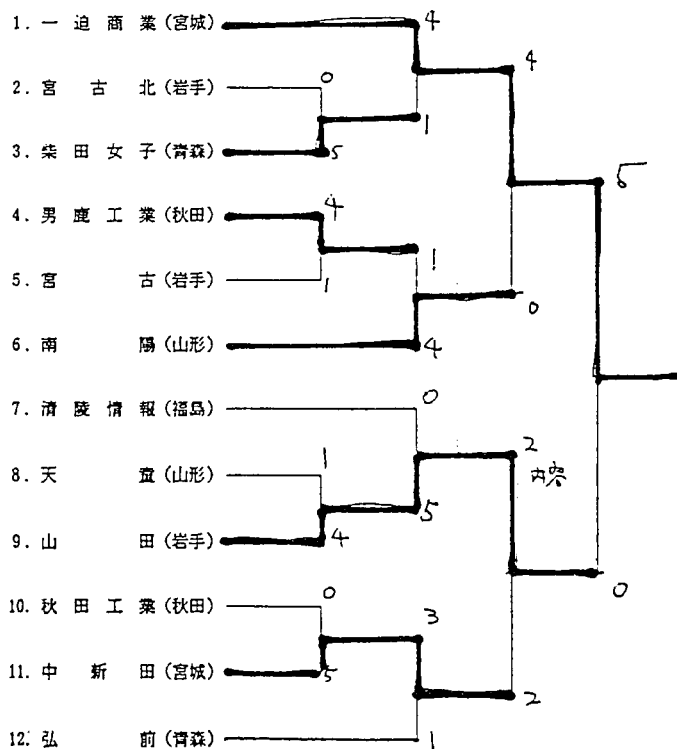 1. 一迫商業(宮城) 4
4
2. 宮古北(岩手) 0
1
3. 柴田女子(青森) 5
5
4. 男鹿工業(秋田) 4
1
5. 宮古(岩手) 1
0
6. 南陽(山形) 4
7. 清陵情報(福島) 0
2
8. 天童(山形) 1
内容
5
9. 山田(岩手) 4
0
10. 秋田工業(秋田) 0
3
11. 中新田(宮城) 5
2
12. 弘前(青森) 1